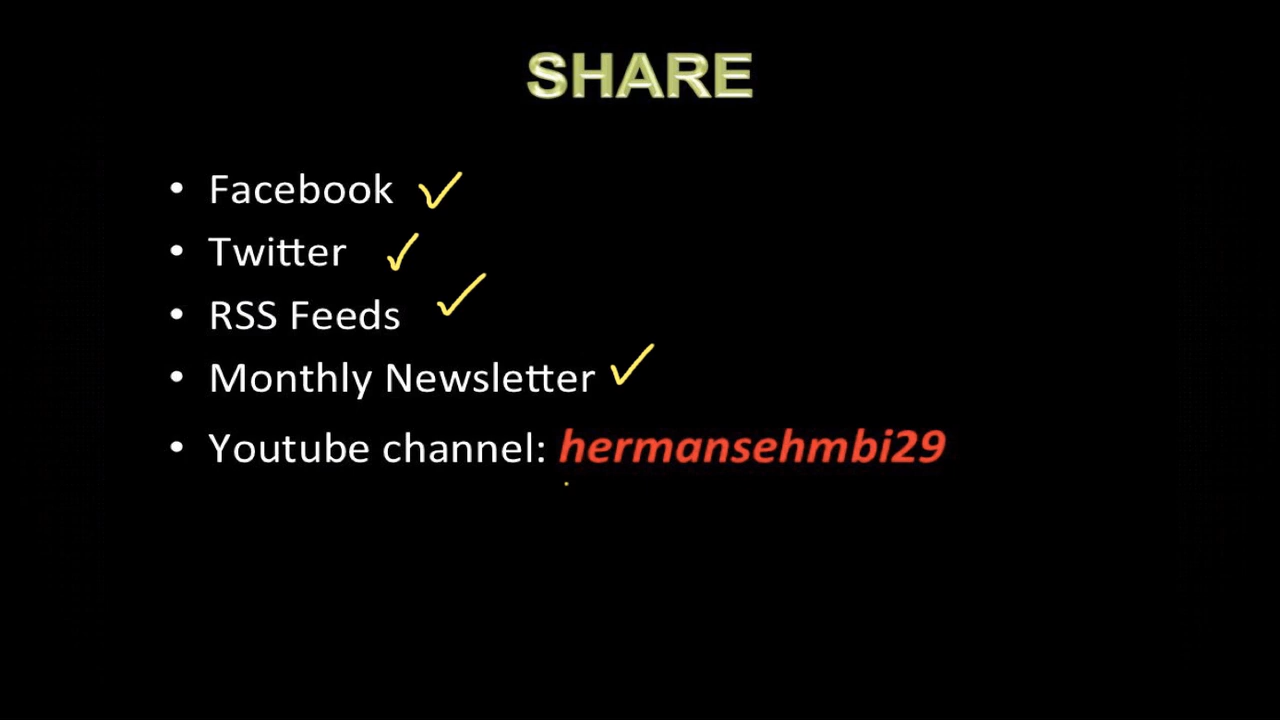 SHARE
• Facebook ✓
• Twitter ✓
• RSS Feeds ✓
• Monthly Newsletter ✓
• Youtube channel: hermansehmbi29